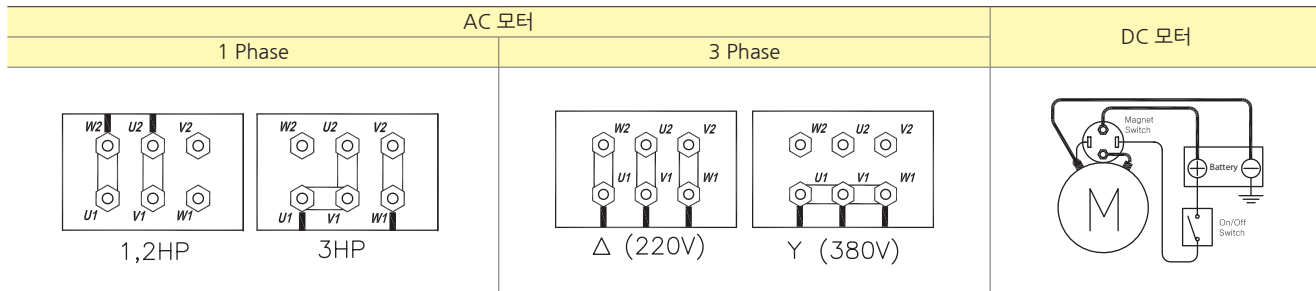 AC 모터
DC 모터
1 Phase
3 Phase
W2 U2 V2
U1 V1 W1
1,2HP
W2 U2 V2
U1 V1 W1
3HP
W2 U2 V2
U1 V1 W1
Δ (220V)
W2 U2 V2
U1 V1 W1
Y (380V)
Magnet
Switch
M
Battery
On/Off
Switch